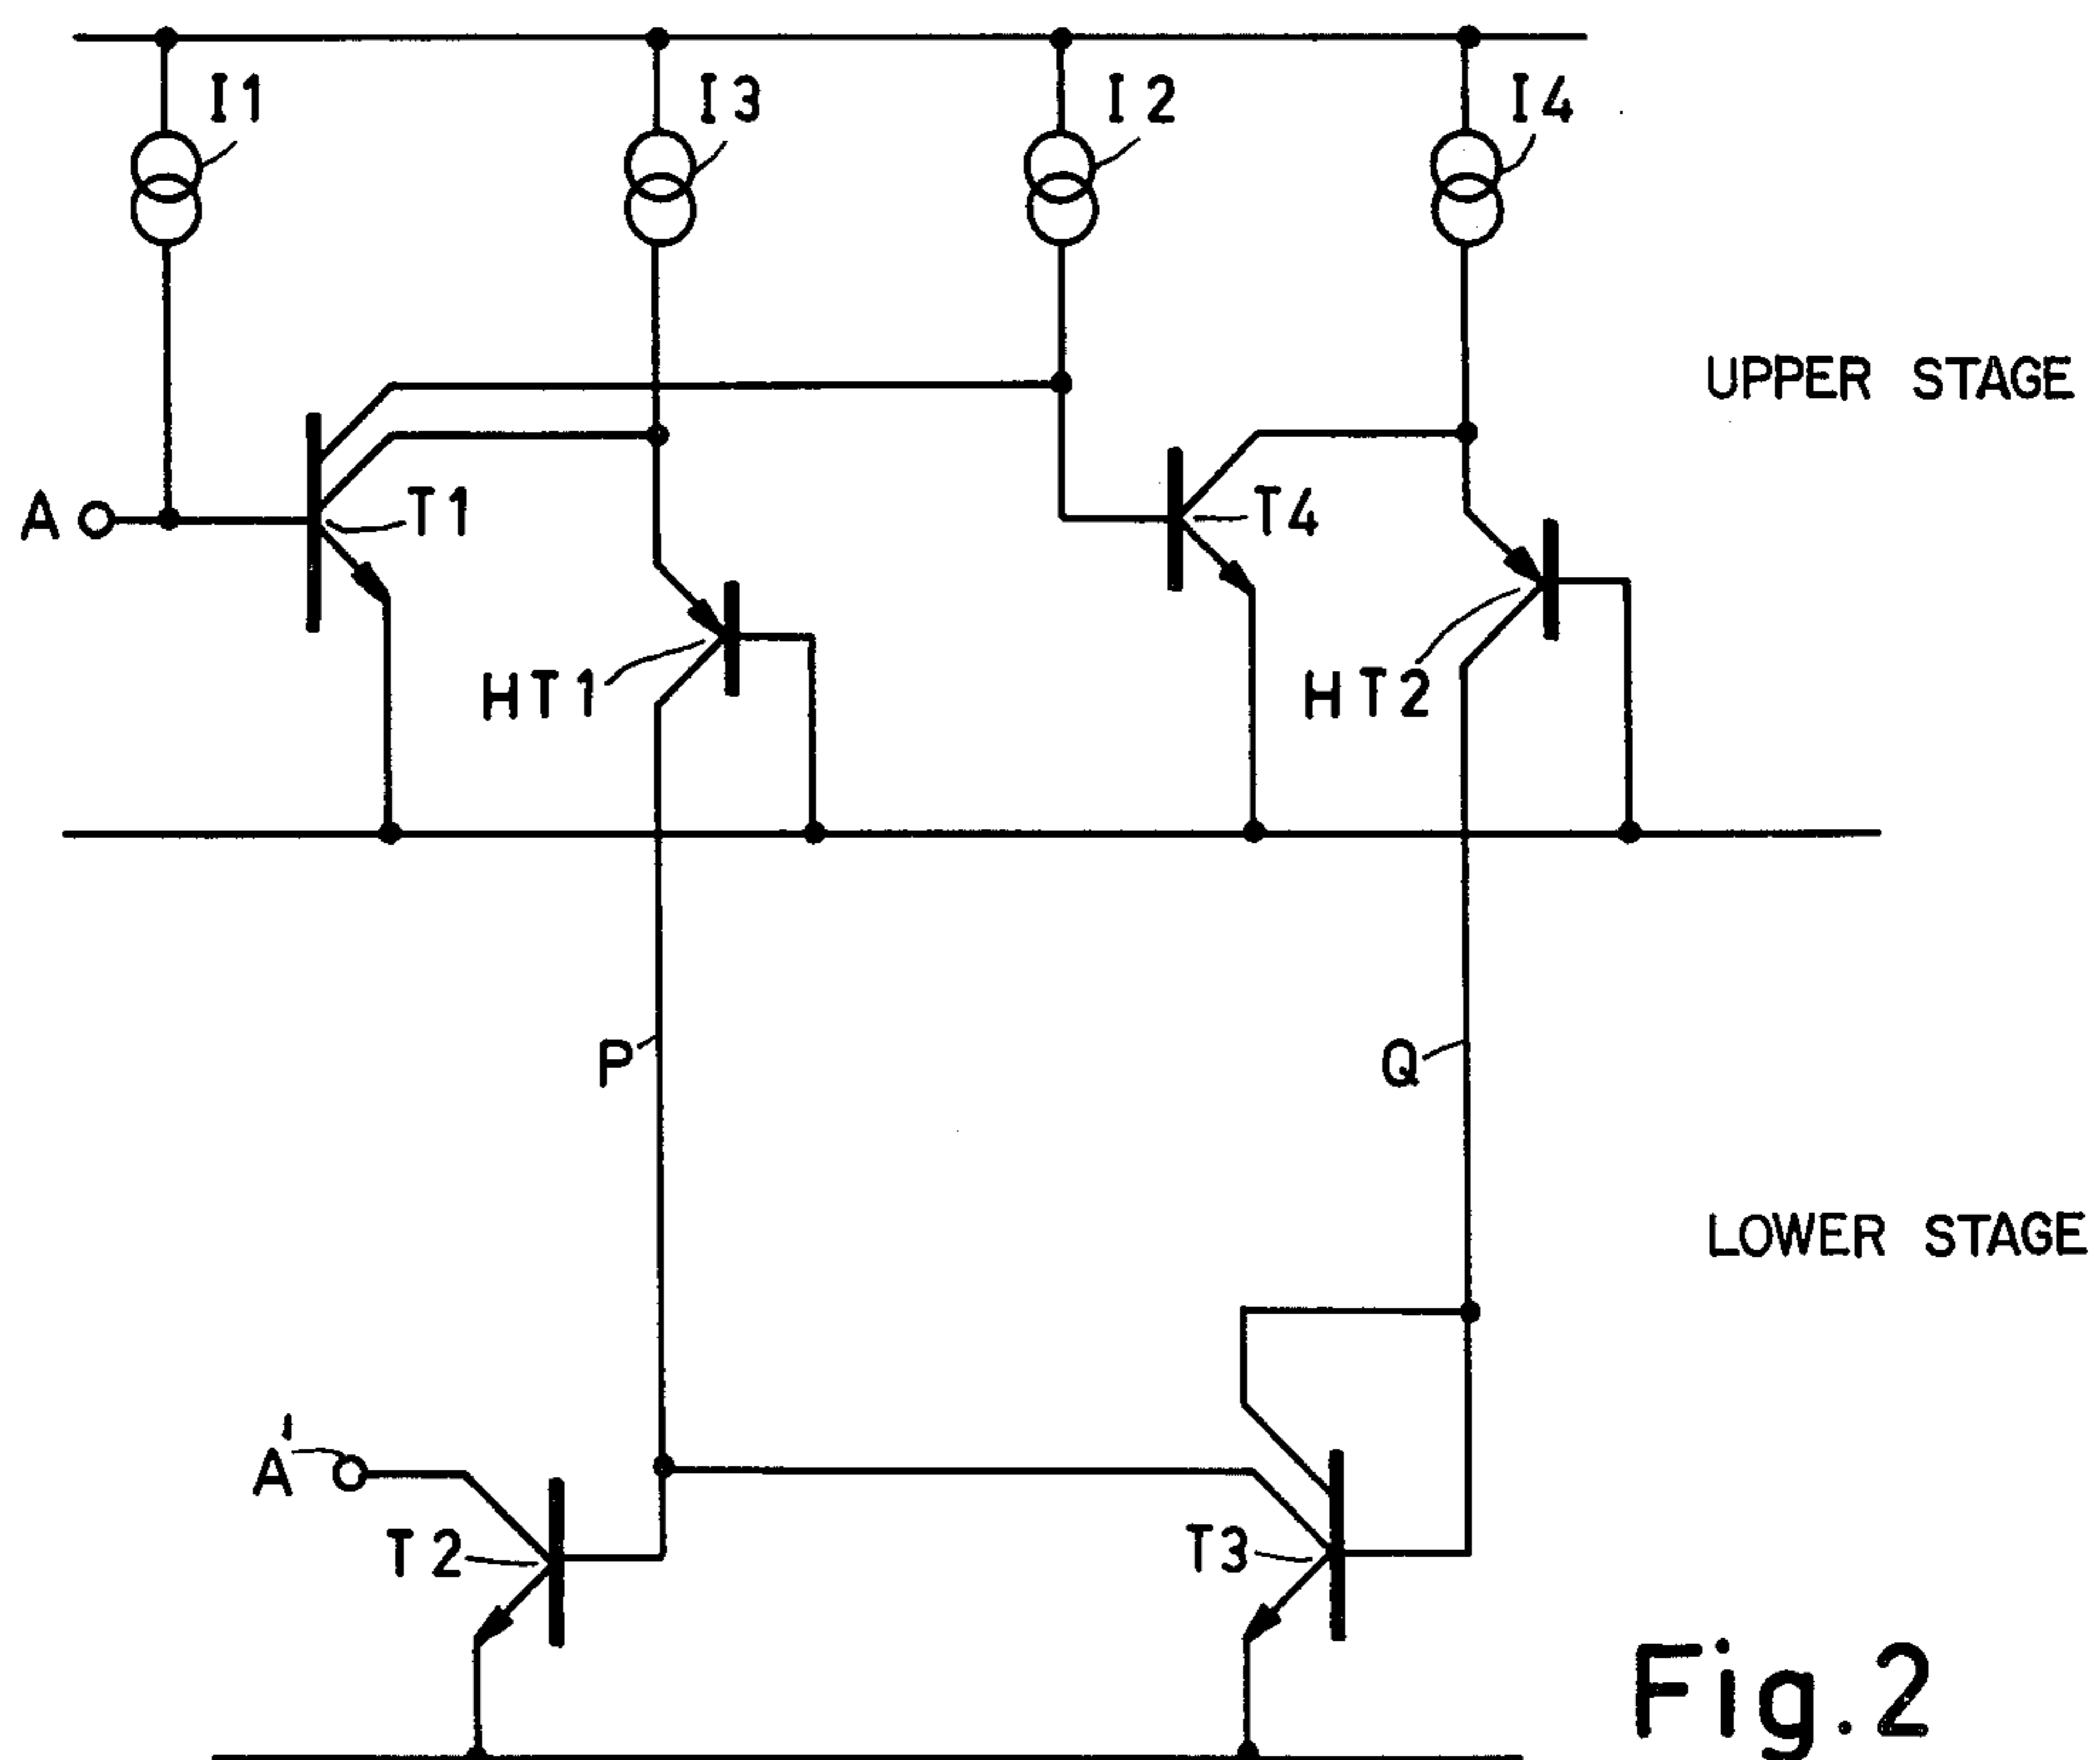 I1 I3 I2 I4
UPPER STAGE
A T1 T4
HT1 HT2
P Q
LOWER STAGE
A'
T2 T3
Fig.2